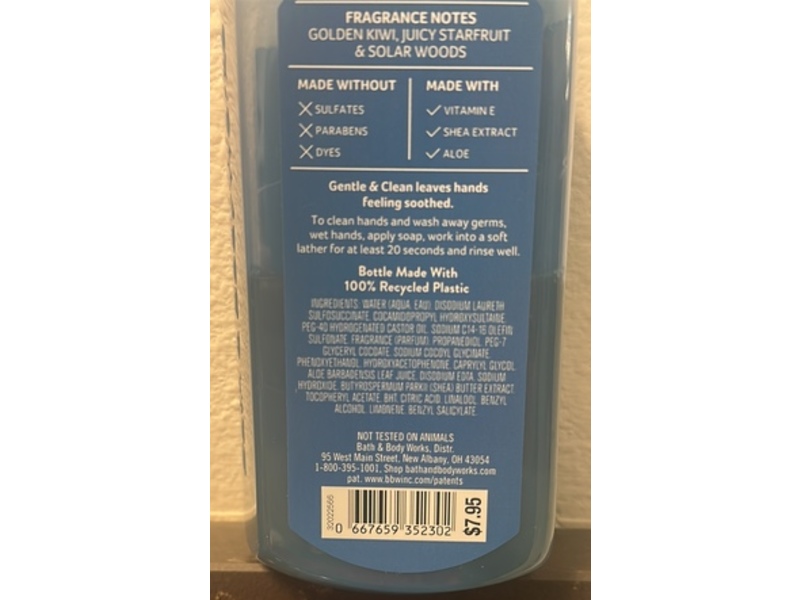 FRAGRANCE NOTES
GOLDEN KIWI, JUICY STARFRUIT
& SOLAR WOODS
MADE WITHOUT
SULFATES
PARABENS
DYES
MADE WITH
VITAMIN E
SHEA EXTRACT
ALOE
Gentle & Clean leaves hands
feeling soothed.
To clean hands and wash away germs,
wet hands, apply soap, work into a soft
lather for at least 20 seconds and rinse well.
Bottle Made With
100% Recycled Plastic
INGREDIENTS: WATER (AQUA, EAU), DISODIUM LAURETH
SULFOSUCCINATE, COCAMIDOPROPYL HYDROXYSULTAINE,
PEG-40 HYDROGENATED CASTOR OIL, SODIUM C14-16 OLEFIN
SULFONATE, FRAGRANCE (PARFUM), PROPANEDIOL, PEG-7
GLYCERYL COCOATE, SODIUM COCOYL GLYCINATE,
PHENOXYETHANOL, HYDROXYACETOPHENONE, CAPRYLYL GLYCOL,
ALOE BARBADENSIS LEAF JUICE, DISODIUM EDTA, SODIUM
HYDROXIDE, BUTYROSPERMUM PARKII (SHEA) BUTTER EXTRACT,
TOCOPHERYL ACETATE, BHT, CITRIC ACID, LINALOOL, BENZYL
ALCOHOL, LIMONENE, BENZYL SALICYLATE.
NOT TESTED ON ANIMALS
Bath & Body Works, Distr.
95 West Main Street, New Albany, OH 43054
1-800-395-1001, Shop bathandbodyworks.com
pat. www.bbwinc.com/patents
32022566
0 667659 352302
$7.95